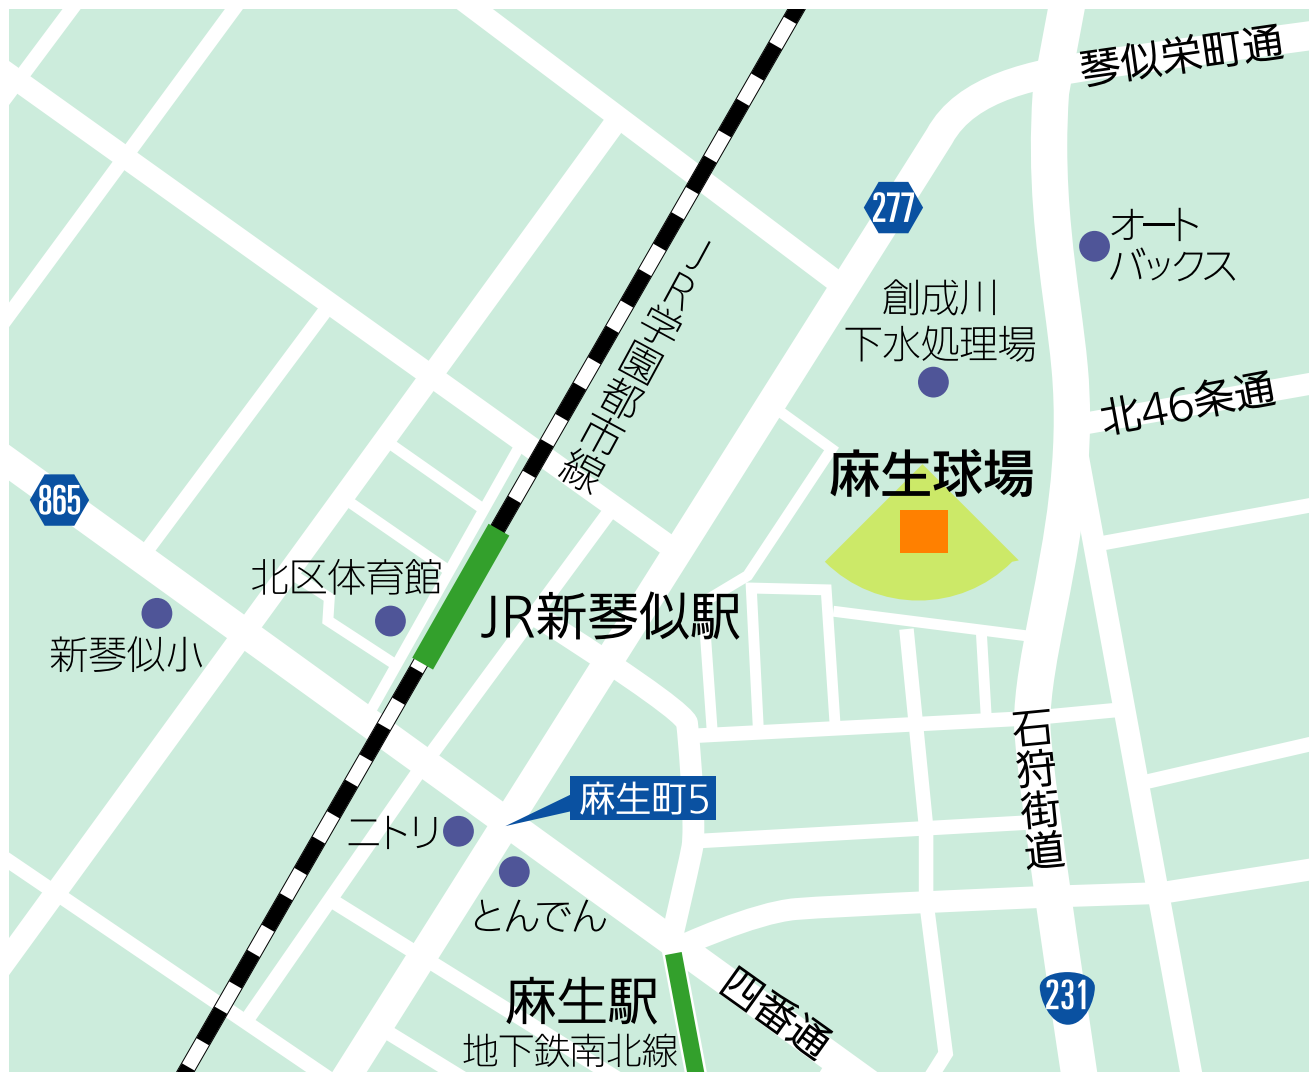 琴似栄町通
277
オート
バックス
JR学園都市線
創成川
下水処理場
北46条通
麻生球場
865
北区体育館
JR新琴似駅
新琴似小
石狩街道
麻生町5
ニトリ
とんでん
麻生駅
地下鉄南北線
四番通
231